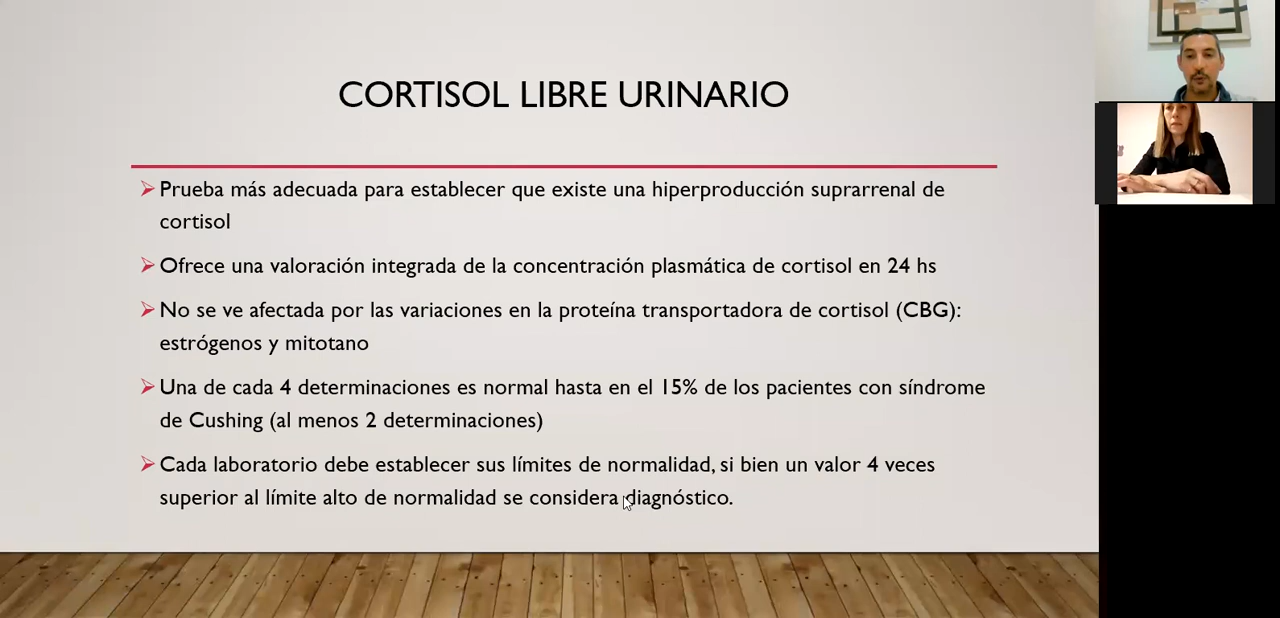 CORTISOL LIBRE URINARIO
Prueba más adecuada para establecer que existe una hiperproducción suprarrenal de
cortisol
Ofrece una valoración integrada de la concentración plasmática de cortisol en 24 hs
No se ve afectada por las variaciones en la proteína transportadora de cortisol (CBG):
estrógenos y mitotano
Una de cada 4 determinaciones es normal hasta en el 15% de los pacientes con síndrome
de Cushing (al menos 2 determinaciones)
Cada laboratorio debe establecer sus límites de normalidad, si bien un valor 4 veces
superior al límite alto de normalidad se considera diagnóstico.